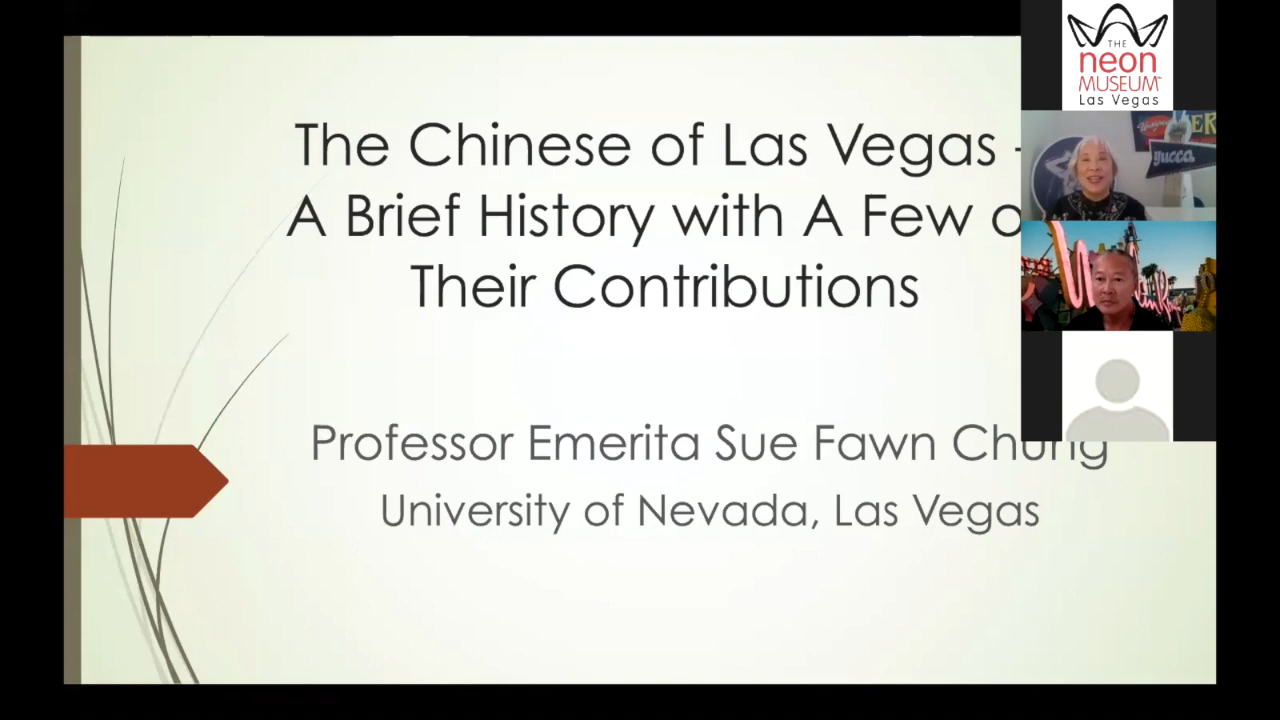 The Chinese of Las Vegas -
A Brief History with A Few o
Their Contributions
Professor Emerita Sue Fawn Chung
University of Nevada, Las Vegas
THE
neon
MUSEUM
Las Vegas
yucca